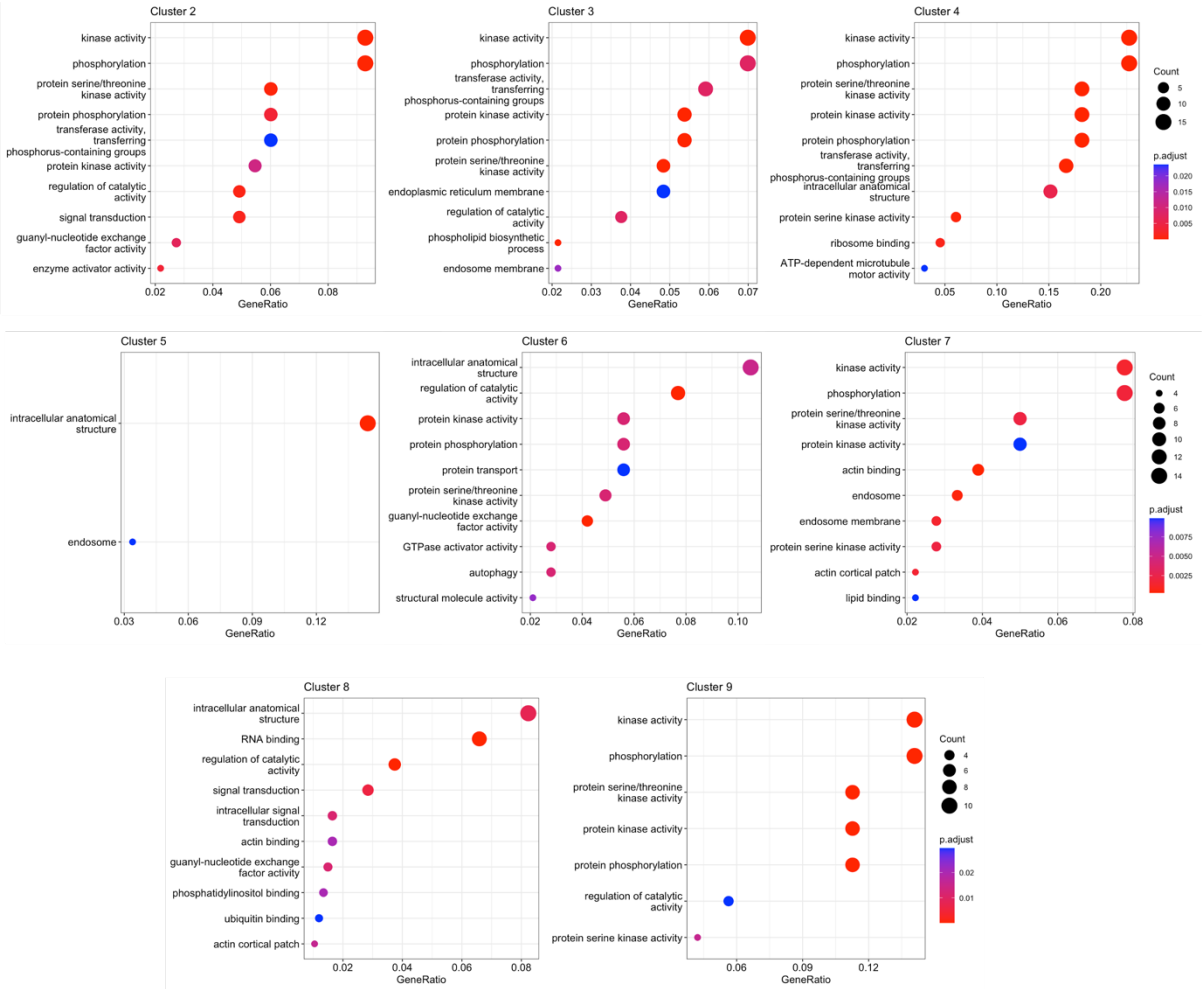 Cluster 2
kinase activity
phosphorylation
protein serine/threonine
kinase activity
protein phosphorylation
transferase activity,
transferring
phosphorus-containing groups
protein kinase activity
regulation of catalytic
activity
signal transduction
guanyl-nucleotide exchange
factor activity
enzyme activator activity
0.02 0.04 0.06 0.08
GeneRatio
Cluster 3
kinase activity
phosphorylation
transferase activity,
transferring
phosphorus-containing groups
protein kinase activity
protein phosphorylation
protein serine/threonine
kinase activity
endoplasmic reticulum membrane
regulation of catalytic
activity
phospholipid biosynthetic
process
endosome membrane
0.02 0.03 0.04 0.05 0.06 0.07
GeneRatio
Cluster 4
kinase activity
phosphorylation
protein serine/threonine
kinase activity
protein kinase activity
protein phosphorylation
transferase activity,
transferring
phosphorus-containing groups
intracellular anatomical
structure
protein serine kinase activity
ribosome binding
ATP-dependent microtubule
motor activity
0.05 0.10 0.15 0.20
GeneRatio
Count
5
10
15
p.adjust
0.020
0.015
0.010
0.005
Cluster 5
intracellular anatomical
structure
endosome
0.03 0.06 0.09 0.12
GeneRatio
Cluster 6
intracellular anatomical
structure
regulation of catalytic
activity
protein kinase activity
protein phosphorylation
protein transport
protein serine/threonine
kinase activity
guanyl-nucleotide exchange
factor activity
GTPase activator activity
autophagy
structural molecule activity
0.02 0.04 0.06 0.08 0.10
GeneRatio
Cluster 7
kinase activity
phosphorylation
protein serine/threonine
kinase activity
protein kinase activity
actin binding
endosome
endosome membrane
protein serine kinase activity
actin cortical patch
lipid binding
0.02 0.04 0.06 0.08
GeneRatio
Count
4
6
8
10
12
14
p.adjust
0.0075
0.0050
0.0025
Cluster 8
intracellular anatomical
structure
RNA binding
regulation of catalytic
activity
signal transduction
intracellular signal
transduction
actin binding
guanyl-nucleotide exchange
factor activity
phosphatidylinositol binding
ubiquitin binding
actin cortical patch
0.02 0.04 0.06 0.08
GeneRatio
Cluster 9
kinase activity
phosphorylation
protein serine/threonine
kinase activity
protein kinase activity
protein phosphorylation
regulation of catalytic
activity
protein serine kinase activity
0.06 0.09 0.12
GeneRatio
Count
4
6
8
10
p.adjust
0.02
0.01